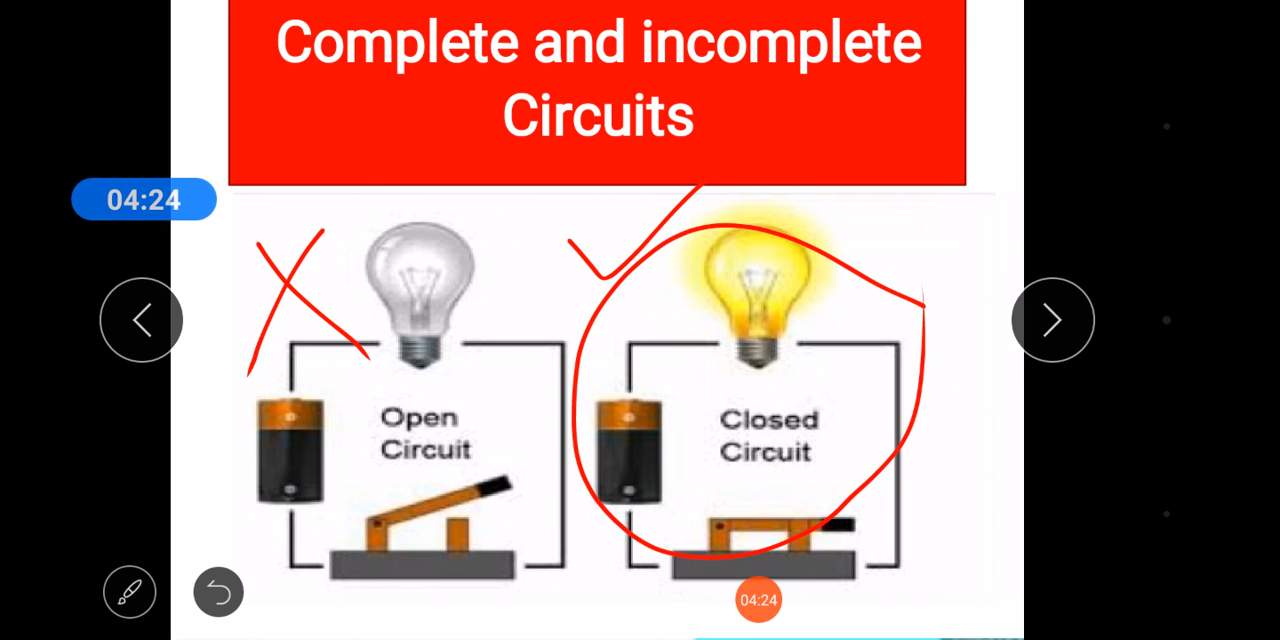 Complete and incomplete
Circuits
04:24
Open
Circuit
Closed
Circuit
04:24